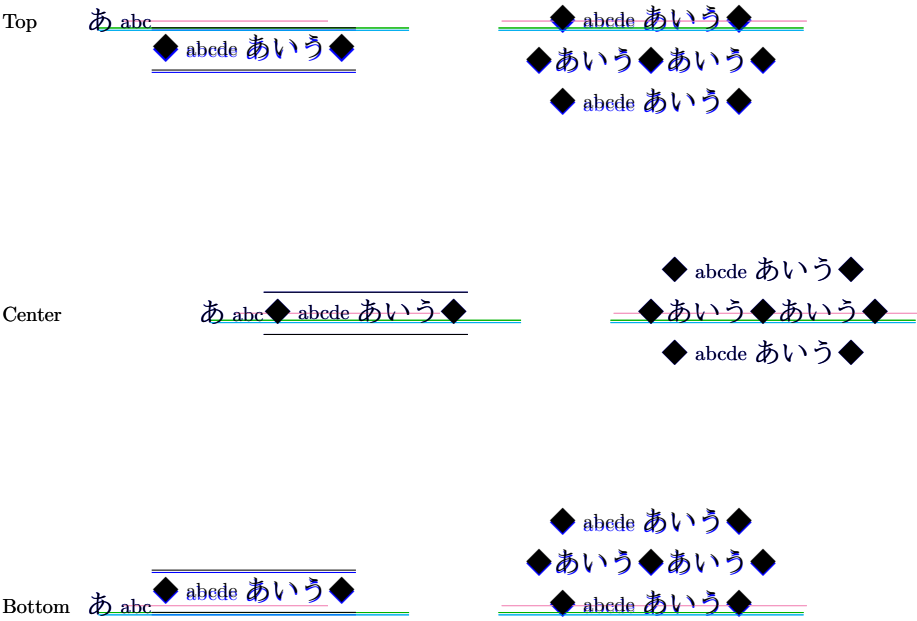 Top あ abc ◆ abcde あいう◆
◆ abcde あいう◆
◆あいう◆あいう◆
◆ abcde あいう◆
Center あ abc◆ abcde あいう◆
◆ abcde あいう◆
◆あいう◆あいう◆
◆ abcde あいう◆
Bottom あ abc ◆ abcde あいう◆
◆ abcde あいう◆
◆あいう◆あいう◆
◆ abcde あいう◆